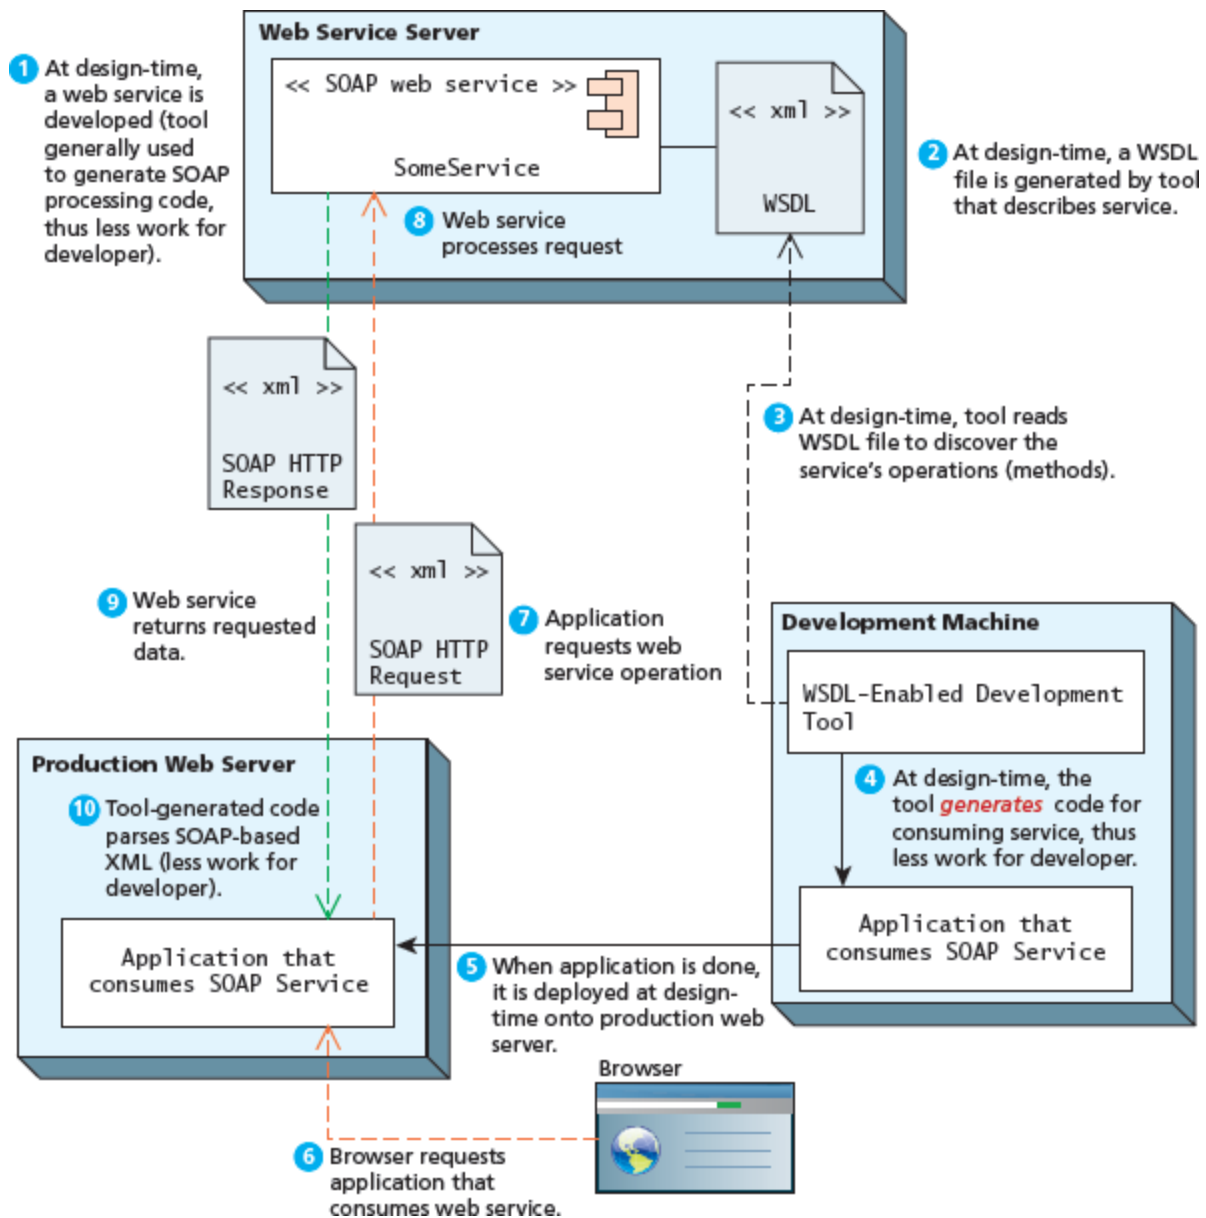 Web Service Server
1 At design-time,
a web service is
developed (tool
generally used
to generate SOAP
processing code,
thus less work for
developer).
<< SOAP web service >>
SomeService
<< xml >>
WSDL
2 At design-time, a WSDL
file is generated by tool
that describes service.
8 Web service
processes request
<< xml >>
SOAP HTTP
Response
3 At design-time, tool reads
WSDL file to discover the
service's operations (methods).
<< xml >>
SOAP HTTP
Request
9 Web service
returns requested
data.
7 Application
requests web
service operation
Development Machine
WSDL-Enabled Development
Tool
4 At design-time, the
tool generates code for
consuming service, thus
less work for developer.
Application that
consumes SOAP Service
Production Web Server
10 Tool-generated code
parses SOAP-based
XML (less work for
developer).
Application that
consumes SOAP Service
5 When application is done,
it is deployed at design-
time onto production web
server.
Browser
6 Browser requests
application that
consumes web service.